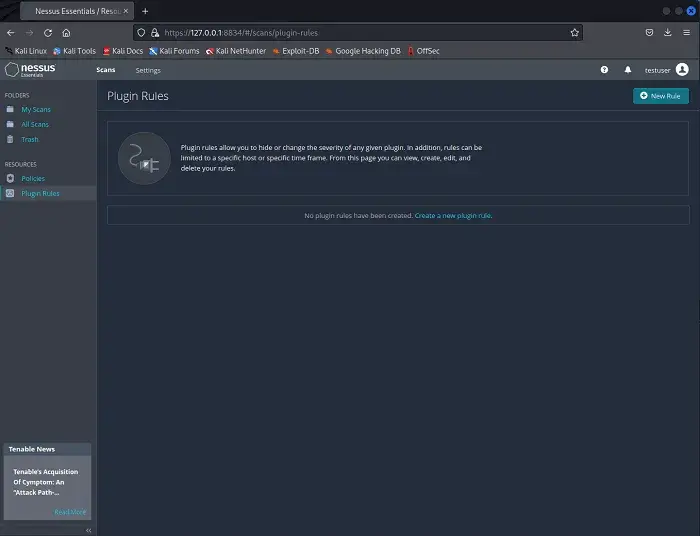 Nessus Essentials / Resou
https://127.0.0.1:8834/#/scans/plugin-rules
Kali Linux Kali Tools Kali Docs Kali Forums Kali NetHunter Exploit-DB Google Hacking DB OffSec
nessus
Essentials
Scans Settings
testuser
FOLDERS
My Scans
All Scans
Trash
RESOURCES
Policies
Plugin Rules
Plugin Rules
New Rule
Plugin rules allow you to hide or change the severity of any given plugin. In addition, rules can be
limited to a specific host or specific time frame. From this page you can view, create, edit, and
delete your rules.
No plugin rules have been created. Create a new plugin rule.
Tenable News
Tenable's Acquisition
Of Cymptom: An
"Attack Path-...
Read More